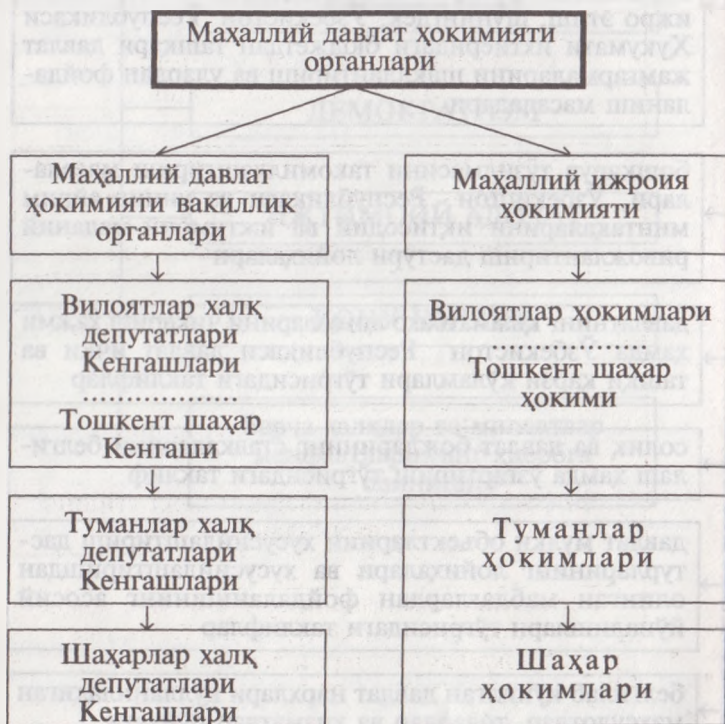 Маҳаллий давлат ҳокимияти
органлари
Маҳаллий давлат
ҳокимияти вакиллик
органлари
Маҳаллий ижроия
ҳокимияти
Вилоятлар халқ
депутатлари
Кенгашлари
..................
Тошкент шаҳар
Кенгаши
Вилоятлар ҳокимлари
..................
Тошкент шаҳар
ҳокими
Туманлар халқ
депутатлари
Кенгашлари
Туманлар
ҳокимлари
Шаҳарлар халқ
депутатлари
Кенгашлари
Шаҳар
ҳокимлари